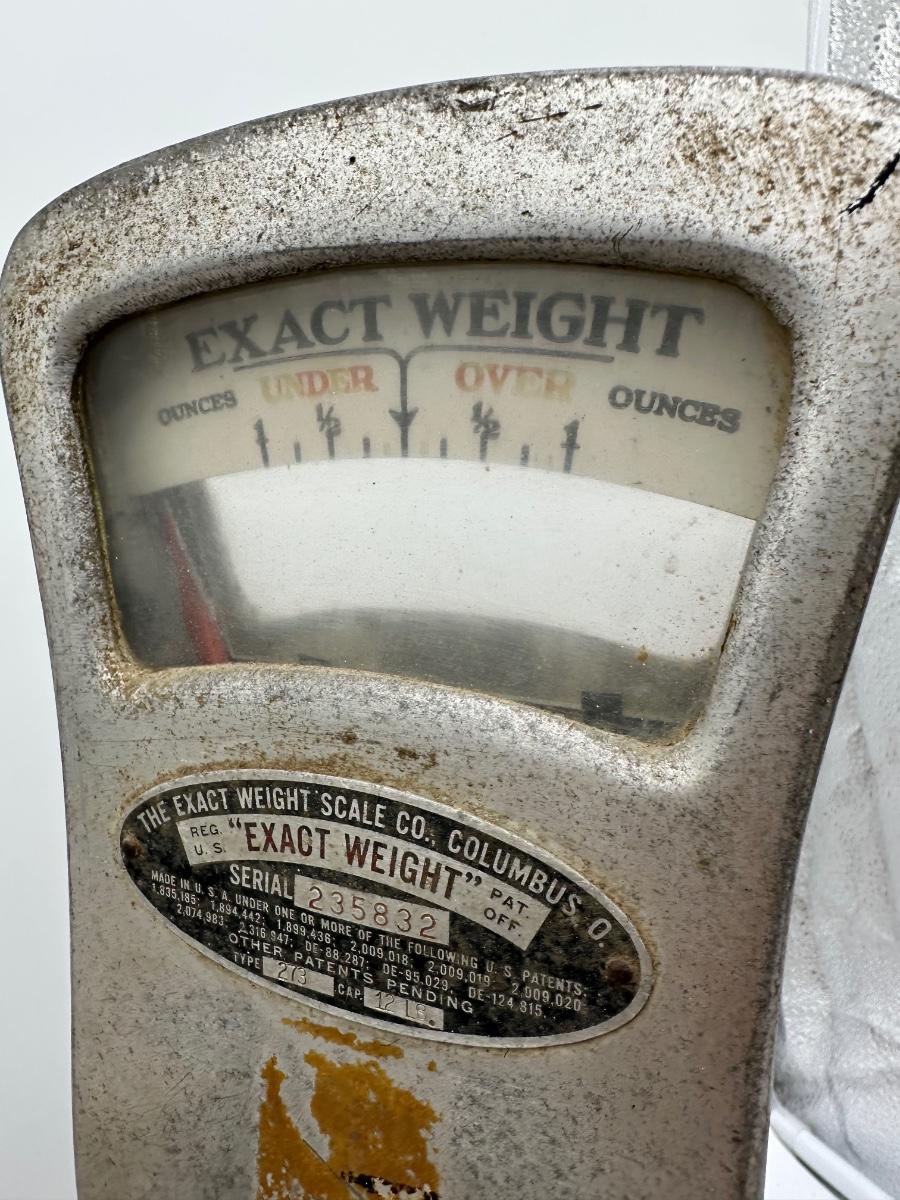 EXACT WEIGHT
UNDER OVER
OUNCES OUNCES
1 ½ ½ 1
THE EXACT WEIGHT SCALE CO., COLUMBUS, O.
REG. U. S. "EXACT WEIGHT" PAT. OFF.
SERIAL 235832
MADE IN U. S. A. UNDER ONE OR MORE OF THE FOLLOWING U. S. PATENTS:
1,835,185; 1,894,442; 1,899,436; 2,009,018; 2,009,019; 2,009,020
2,074,983; 2,316,947; DE-88,287; DE-95,029; DE-124,815
OTHER PATENTS PENDING
TYPE 273 CAP. 12 LB.